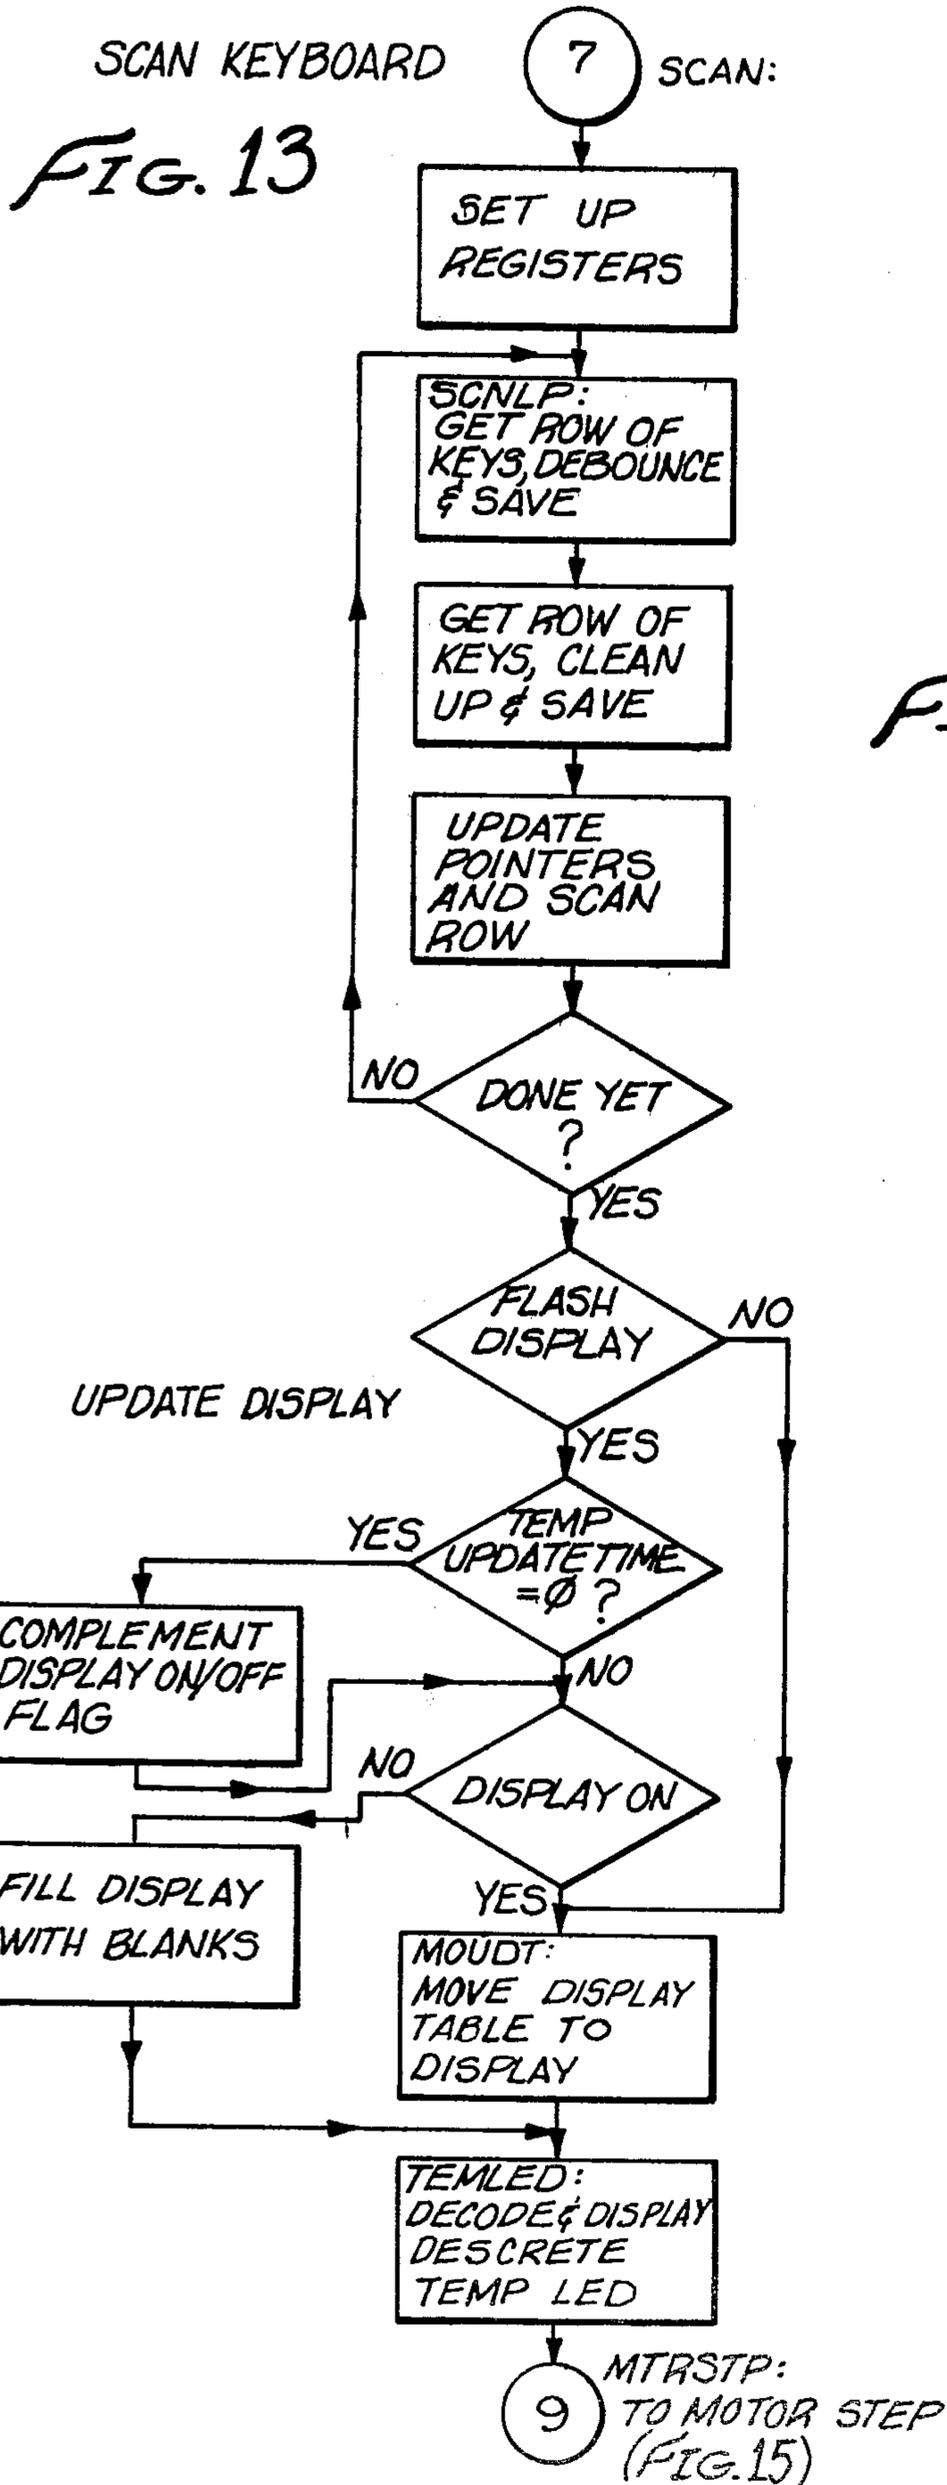 SCAN KEYBOARD
7
SCAN:
FIG. 13
SET UP
REGISTERS
SCNLP:
GET ROW OF
KEYS, DEBOUNCE
& SAVE
GET ROW OF
KEYS, CLEAN
UP & SAVE
UPDATE
POINTERS
AND SCAN
ROW
NO
DONE YET
?
YES
FLASH
DISPLAY
NO
UPDATE DISPLAY
YES
YES
TEMP
UPDATE TIME
=Ø ?
COMPLEMENT
DISPLAY ON/OFF
FLAG
NO
NO
DISPLAY ON
FILL DISPLAY
WITH BLANKS
YES
MOUDT:
MOVE DISPLAY
TABLE TO
DISPLAY
TEMLED:
DECODE & DISPLAY
DESCRETE
TEMP LED
9
MTRSTP:
TO MOTOR STEP
(FIG. 15)